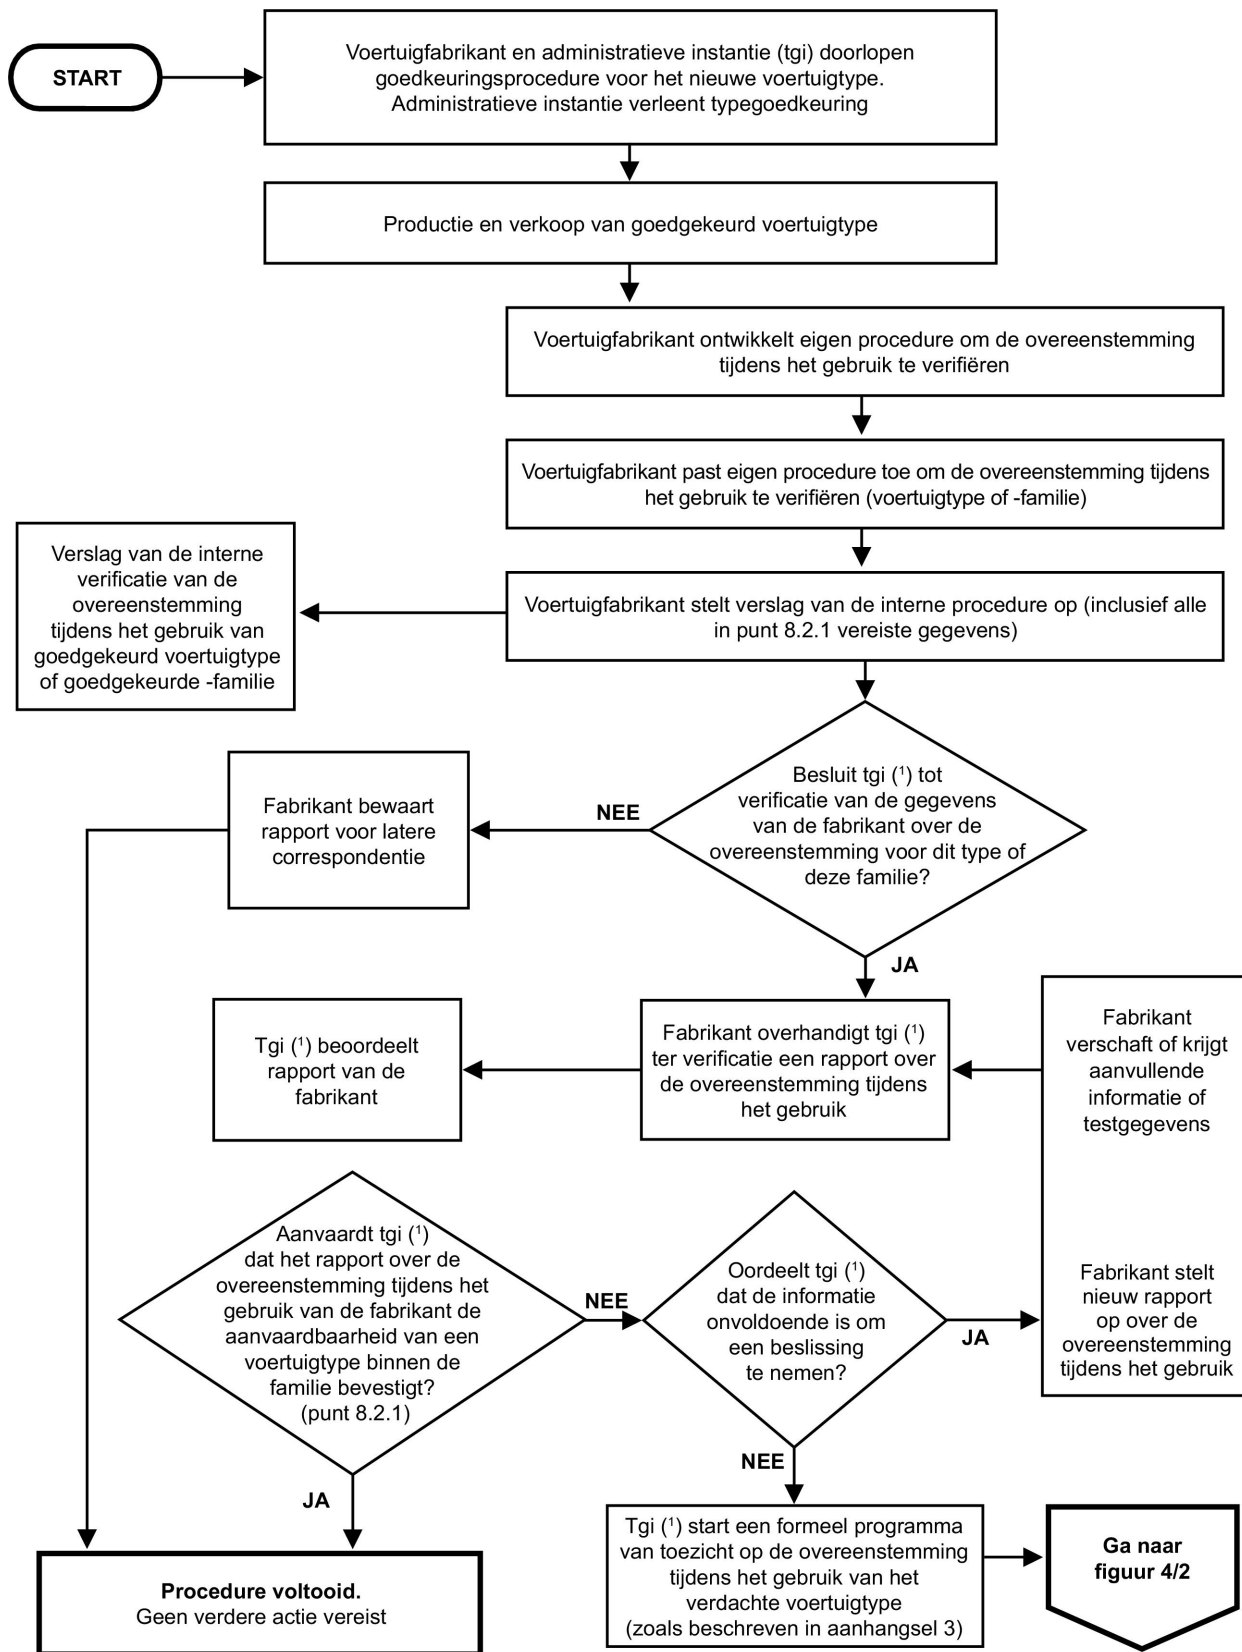 START
Voertuigfabrikant en administratieve instantie (tgi) doorlopen
goedkeuringsprocedure voor het nieuwe voertuigtype.
Administratieve instantie verleent typegoedkeuring
Productie en verkoop van goedgekeurd voertuigtype
Voertuigfabrikant ontwikkelt eigen procedure om de overeenstemming
tijdens het gebruik te verifiëren
Voertuigfabrikant past eigen procedure toe om de overeenstemming tijdens
het gebruik te verifiëren (voertuigtype of -familie)
Verslag van de interne
verificatie van de
overeenstemming
tijdens het gebruik van
goedgekeurd voertuigtype
of goedgekeurde -familie
Voertuigfabrikant stelt verslag van de interne procedure op (inclusief alle
in punt 8.2.1 vereiste gegevens)
Besluit tgi (¹) tot
verificatie van de gegevens
van de fabrikant over de
overeenstemming voor dit type of
deze familie?
NEE
Fabrikant bewaart
rapport voor latere
correspondentie
JA
Tgi (¹) beoordeelt
rapport van de
fabrikant
Fabrikant overhandigt tgi (¹)
ter verificatie een rapport over
de overeenstemming tijdens
het gebruik
Fabrikant
verschaft of krijgt
aanvullende
informatie of
testgegevens
Aanvaardt tgi (¹)
dat het rapport over de
overeenstemming tijdens het
gebruik van de fabrikant de
aanvaardbaarheid van een
voertuigtype binnen de
familie bevestigt?
(punt 8.2.1)
NEE
Oordeelt tgi (¹)
dat de informatie
onvoldoende is om
een beslissing
te nemen?
JA
Fabrikant stelt
nieuw rapport
op over de
overeenstemming
tijdens het gebruik
JA
NEE
Procedure voltooid.
Geen verdere actie vereist
Tgi (¹) start een formeel programma
van toezicht op de overeenstemming
tijdens het gebruik van het
verdachte voertuigtype
(zoals beschreven in aanhangsel 3)
Ga naar
figuur 4/2